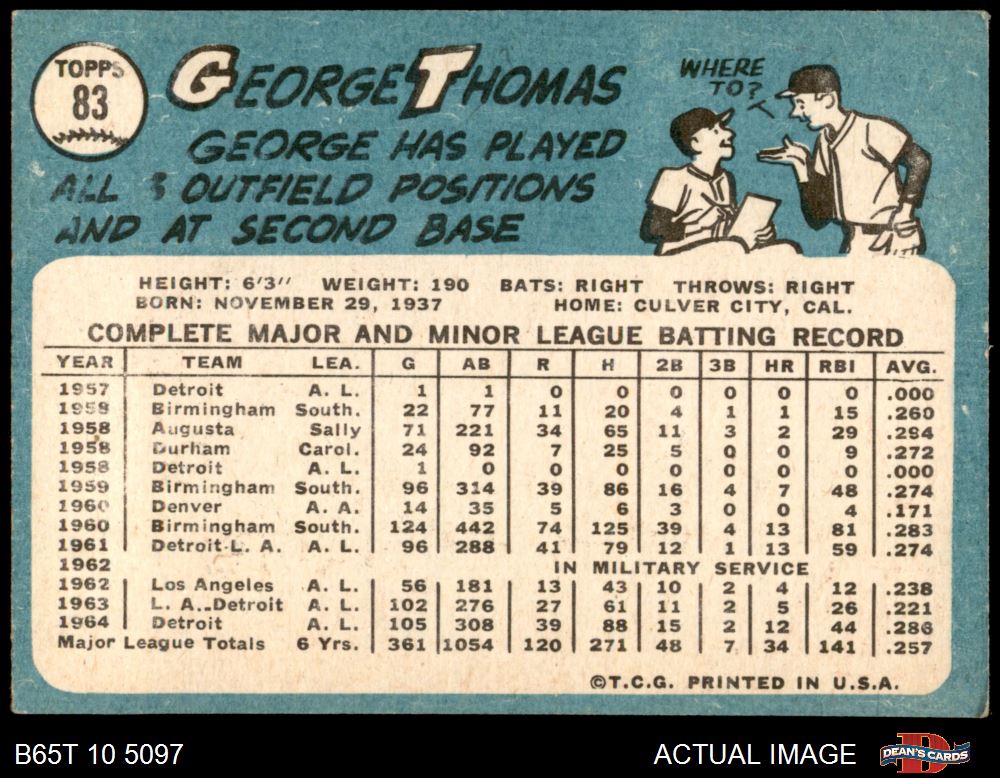 TOPPS
83
GEORGE THOMAS
GEORGE HAS PLAYED
ALL 3 OUTFIELD POSITIONS
AND AT SECOND BASE
WHERE
TO?
HEIGHT: 6'3" WEIGHT: 190 BATS: RIGHT THROWS: RIGHT
BORN: NOVEMBER 29, 1937 HOME: CULVER CITY, CAL.
COMPLETE MAJOR AND MINOR LEAGUE BATTING RECORD
YEAR TEAM LEA. G AB R H 2B 3B HR RBI AVG.
1957 Detroit A. L. 1 1 0 0 0 0 0 0 .000
1958 Birmingham South. 22 77 11 20 4 1 1 15 .260
1958 Augusta Sally 71 221 34 65 11 3 2 29 .294
1958 Durham Carol. 24 92 7 25 5 0 0 9 .272
1958 Detroit A. L. 1 0 0 0 0 0 0 0 .000
1959 Birmingham South. 96 314 39 86 16 4 7 48 .274
1960 Denver A. A. 14 35 5 6 3 0 0 4 .171
1960 Birmingham South. 124 442 74 125 39 4 13 81 .283
1961 Detroit-L. A. A. L. 96 288 41 79 12 1 13 59 .274
1962 IN MILITARY SERVICE
1962 Los Angeles A. L. 56 181 13 43 10 2 4 12 .238
1963 L. A.-Detroit A. L. 102 276 27 61 11 2 5 26 .221
1964 Detroit A. L. 105 308 39 88 15 2 12 44 .286
Major League Totals 6 Yrs. 361 1054 120 271 48 7 34 141 .257
©T.C.G. PRINTED IN U.S.A.
B65T 10 5097 ACTUAL IMAGE D DEAN'S CARDS